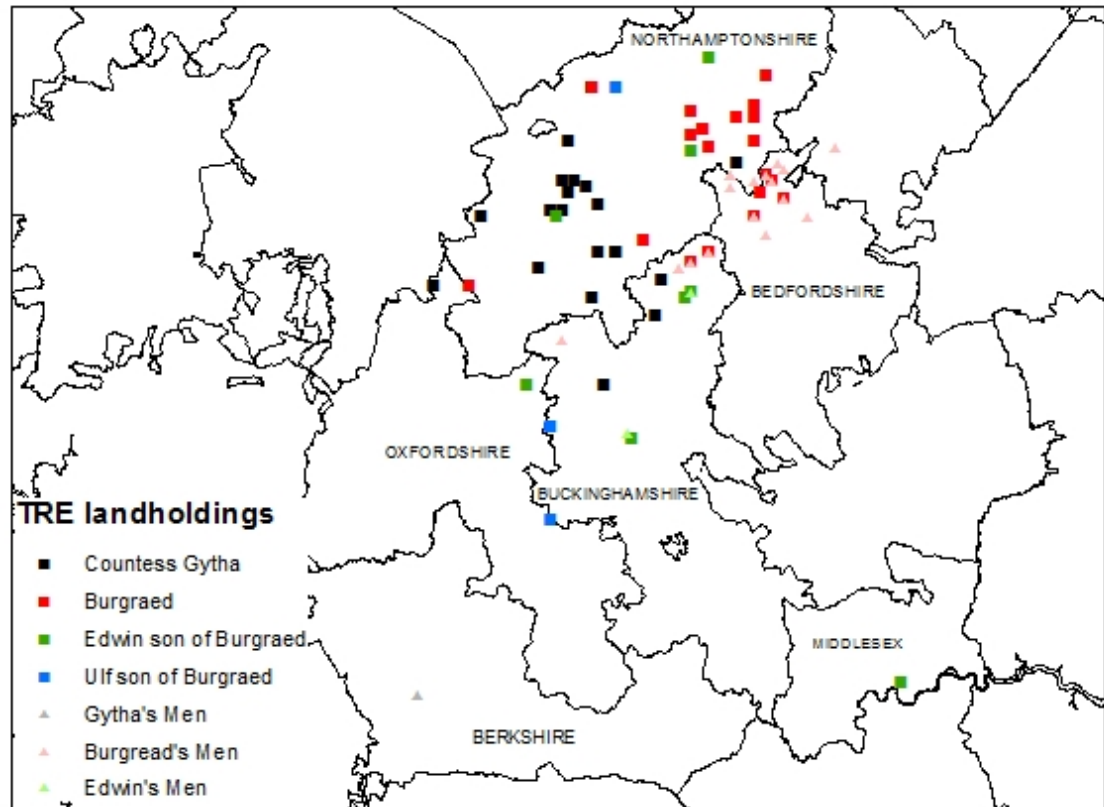 NORTHAMPTONSHIRE
BEDFORDSHIRE
OXFORDSHIRE
BUCKINGHAMSHIRE
TRE landholdings
Countess Gytha
Burgraed
Edwin son of Burgraed
Ulf son of Burgraed
Gytha's Men
Burgread's Men
Edwin's Men
MIDDLESEX
BERKSHIRE